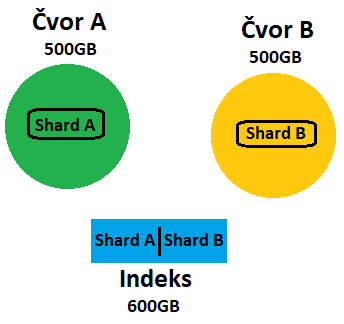 Čvor A
500GB
Čvor B
500GB
Shard A
Shard B
Shard A Shard B
Indeks
600GB